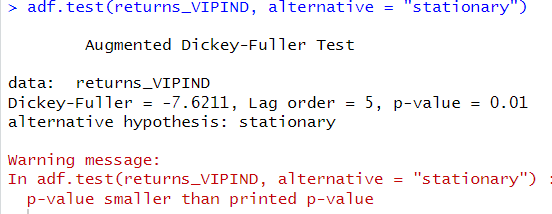 > adf.test(returns_VIPIND, alternative = "stationary")
Augmented Dickey-Fuller Test
data:  returns_VIPIND
Dickey-Fuller = -7.6211, Lag order = 5, p-value = 0.01
alternative hypothesis: stationary
Warning message:
In adf.test(returns_VIPIND, alternative = "stationary") :
  p-value smaller than printed p-value